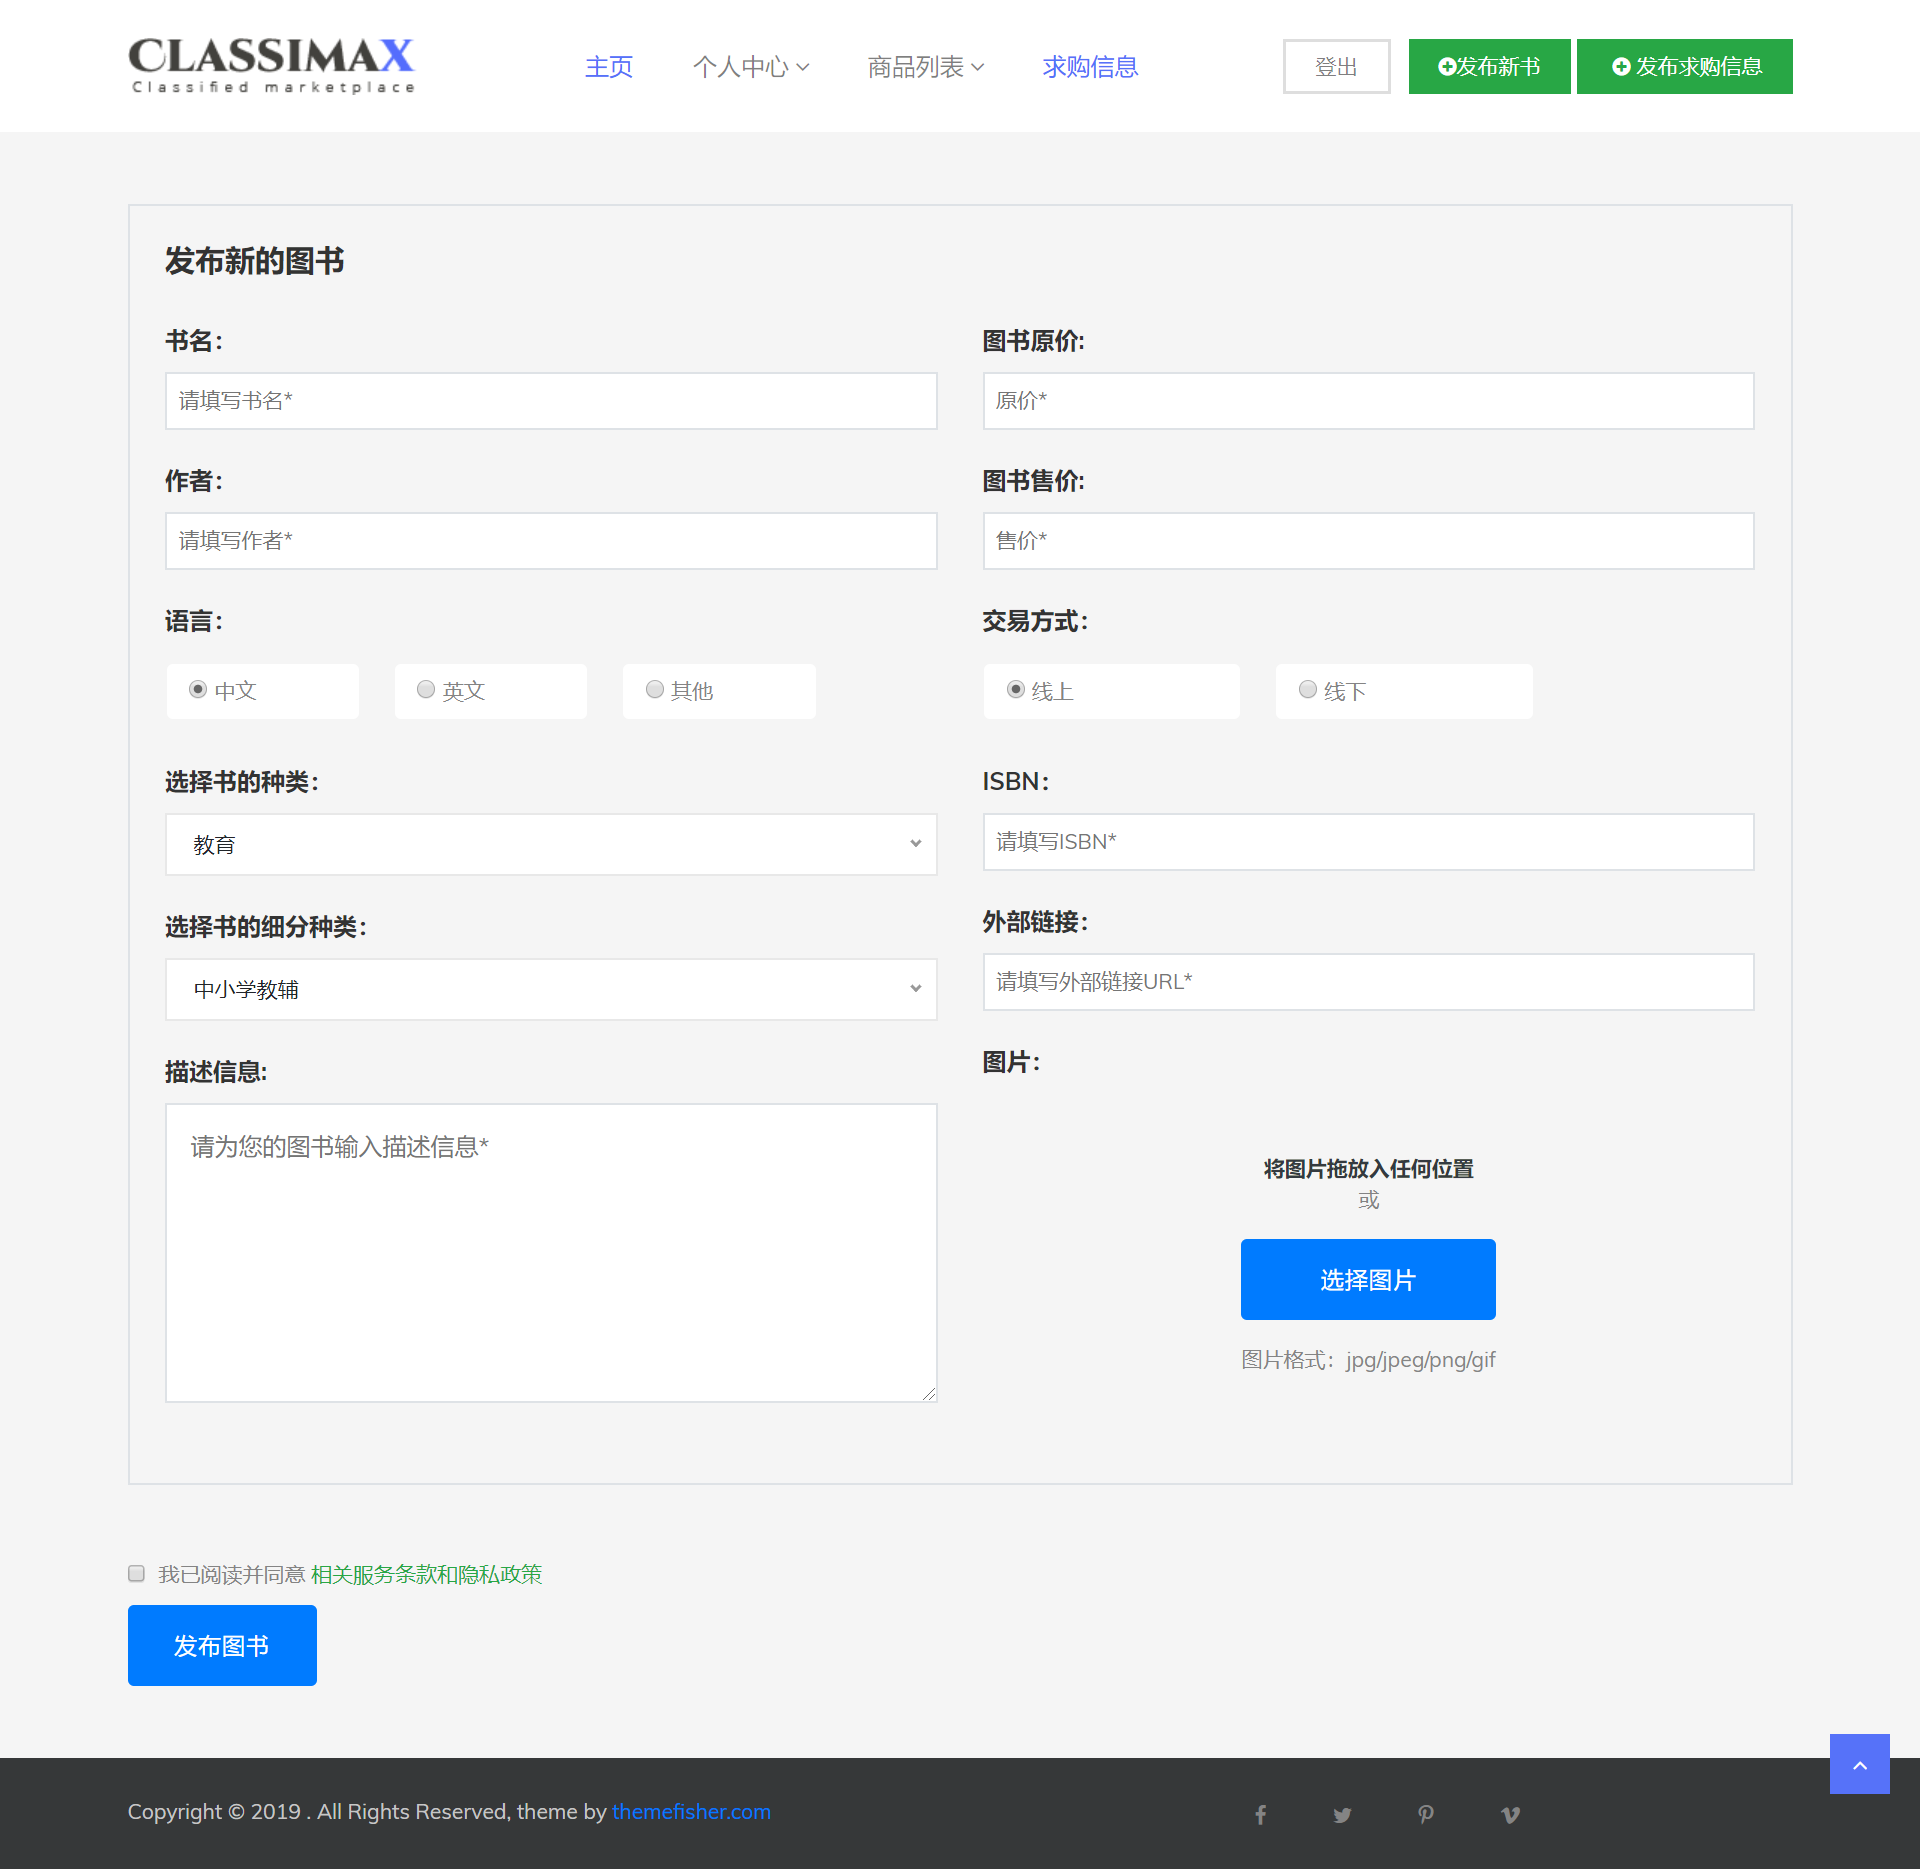 CLASSIMAX
Classified marketplace
主页
个人中心
商品列表
求购信息
登出
发布新书
发布求购信息
发布新的图书
书名：
请填写书名*
图书原价:
原价*
作者：
请填写作者*
图书售价:
售价*
语言：
中文
英文
其他
交易方式：
线上
线下
选择书的种类：
教育
ISBN：
请填写ISBN*
选择书的细分种类：
中小学教辅
外部链接：
请填写外部链接URL*
描述信息:
请为您的图书输入描述信息*
图片：
将图片拖放入任何位置
或
选择图片
图片格式：jpg/jpeg/png/gif
我已阅读并同意 相关服务条款和隐私政策
发布图书
Copyright © 2019 . All Rights Reserved, theme by themefisher.com